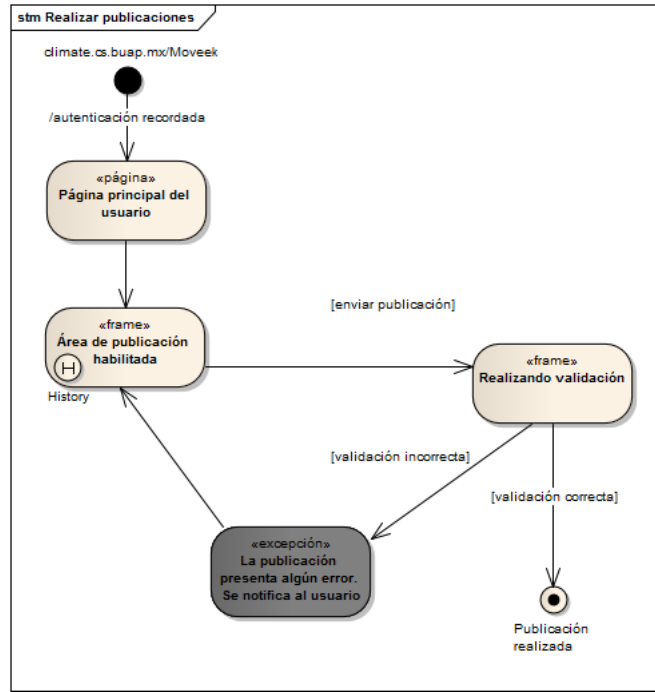 stm Realizar publicaciones
climate.cs.buap.mx/Moveek
/autenticación recordada
«página»
Página principal del
usuario
«frame»
Área de publicación
habilitada
H
History
[enviar publicación]
«frame»
Realizando validación
[validación incorrecta]
[validación correcta]
«excepción»
La publicación
presenta algún error.
Se notifica al usuario
Publicación
realizada